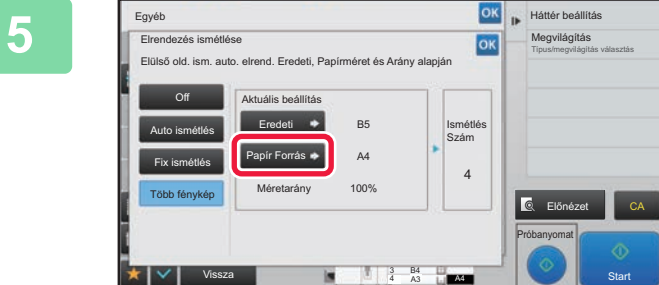 5
Egyéb
OK
Háttér beállítás
Elrendezés ismétlése
OK
Megvilágítás
Típus/megvilágítás választás
Elülső old. ism. auto. elrend. Eredeti, Papírméret és Arány alapján
Off
Aktuális beállítás
Auto ismétlés
Eredeti
B5
Ismétlés
Szám
Fix ismétlés
Papír Forrás
A4
4
Több fénykép
Méretarány
100%
Előnézet
CA
Próbanyomat
Vissza
3 B4
4 A3
A4
Start